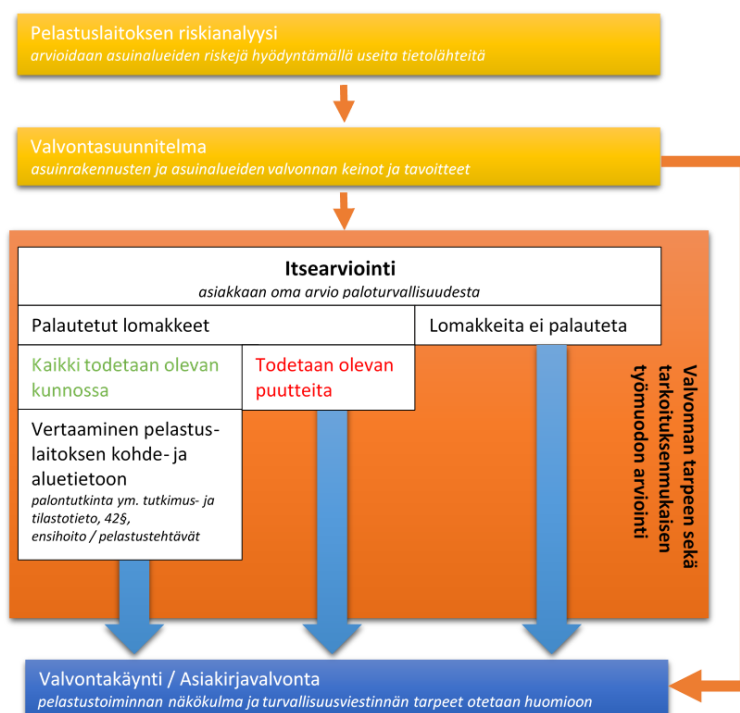 Pelastuslaitoksen riskianalyysi
arvioidaan asuinalueiden riskejä hyödyntämällä useita tietolähteitä
Valvontasuunnitelma
asuinrakennusten ja asuinalueiden valvonnan keinot ja tavoitteet
Itsearviointi
asiakkaan oma arvio paloturvallisuudesta
Palautetut lomakkeet
Lomakkeita ei palauteta
Kaikki todetaan olevan
kunnossa
Todetaan olevan
puutteita
Vertaaminen pelastus-
laitoksen kohde- ja
aluetietoon
palontutkinta ym. tutkimus- ja
tilastotieto, 42§,
ensihoito / pelastustehtävät
Valvonnan tarpeen sekä
tarkoituksenmukaisen
työmuodon arviointi
Valvontakäynti / Asiakirjavalvonta
pelastustoiminnan näkökulma ja turvallisuusviestinnän tarpeet otetaan huomioon